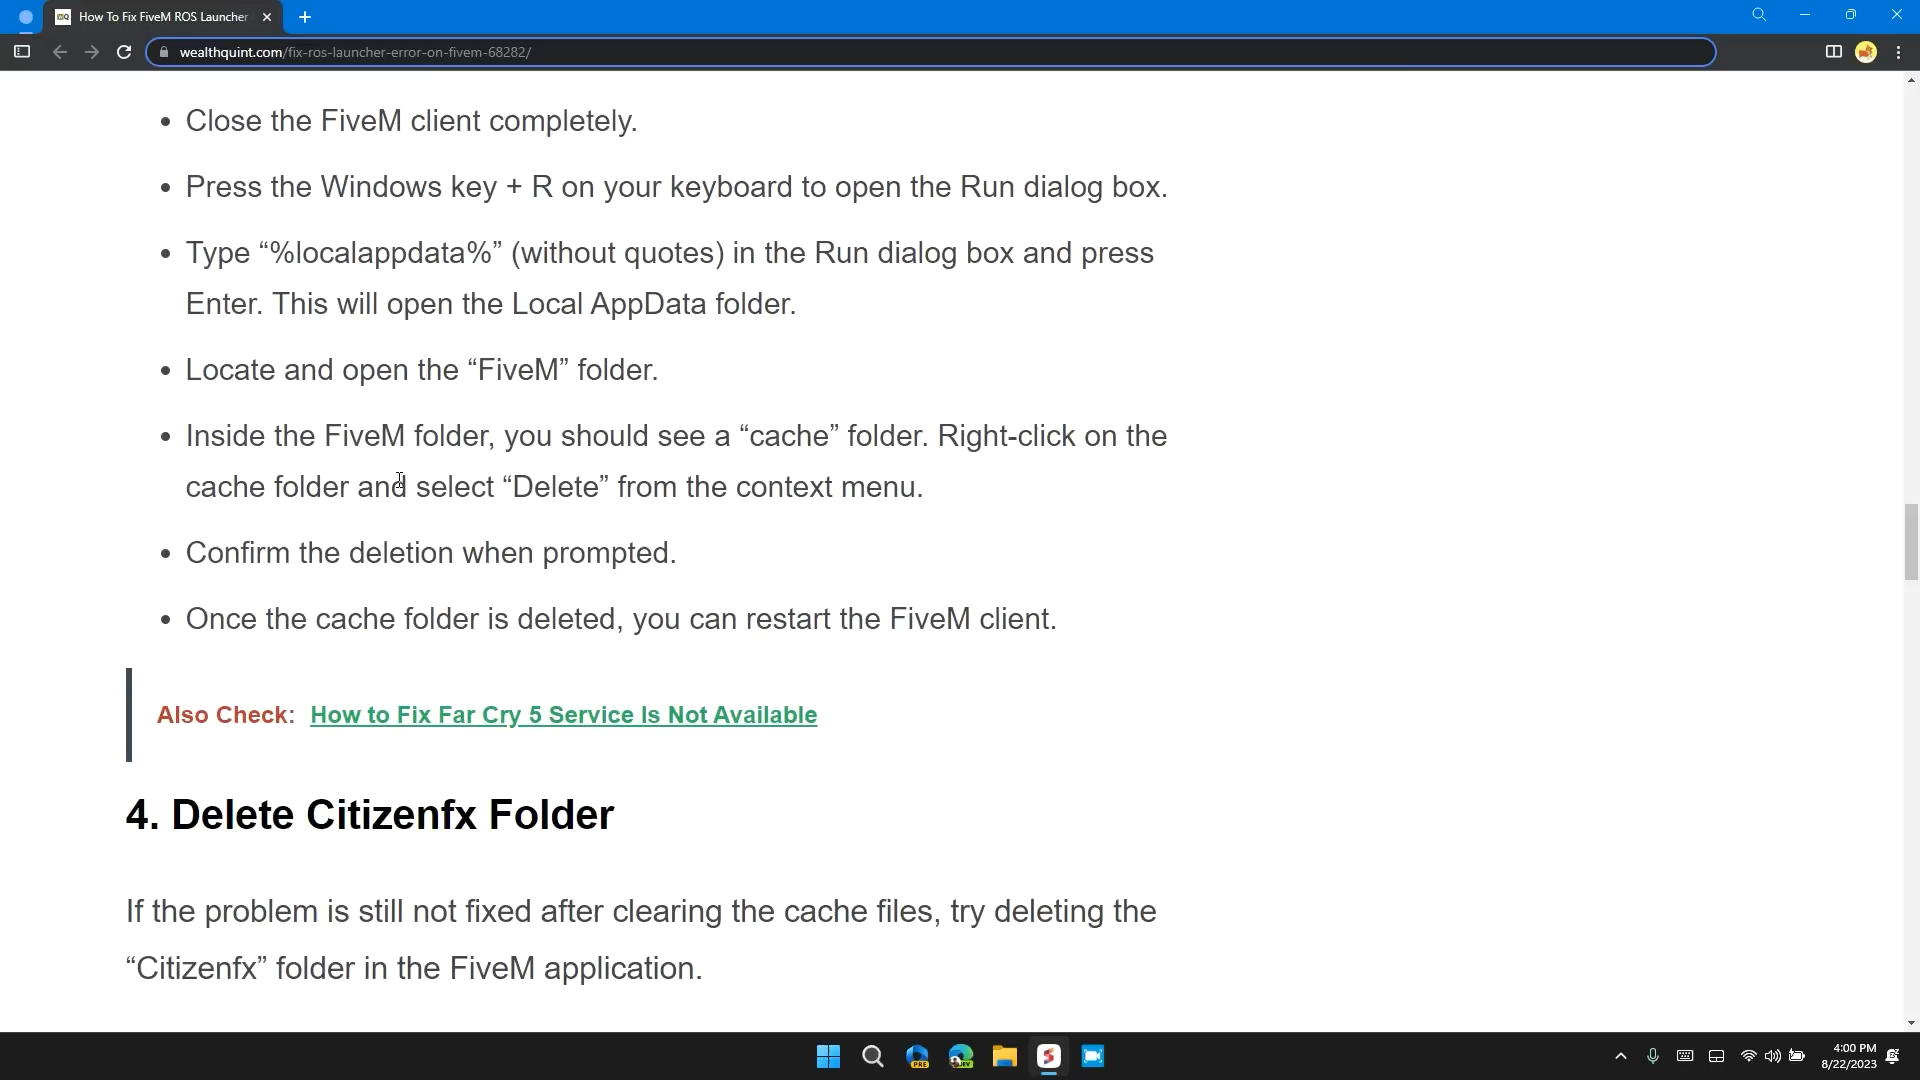 How To Fix FiveM ROS Launcher
wealthquint.com/fix-ros-launcher-error-on-fivem-68282/
• Close the FiveM client completely.
• Press the Windows key + R on your keyboard to open the Run dialog box.
• Type “%localappdata%” (without quotes) in the Run dialog box and press
Enter. This will open the Local AppData folder.
• Locate and open the “FiveM” folder.
• Inside the FiveM folder, you should see a “cache” folder. Right-click on the
cache folder and select “Delete” from the context menu.
• Confirm the deletion when prompted.
• Once the cache folder is deleted, you can restart the FiveM client.
Also Check: How to Fix Far Cry 5 Service Is Not Available
4. Delete Citizenfx Folder
If the problem is still not fixed after clearing the cache files, try deleting the
“Citizenfx” folder in the FiveM application.
PRE
4:00 PM
8/22/2023